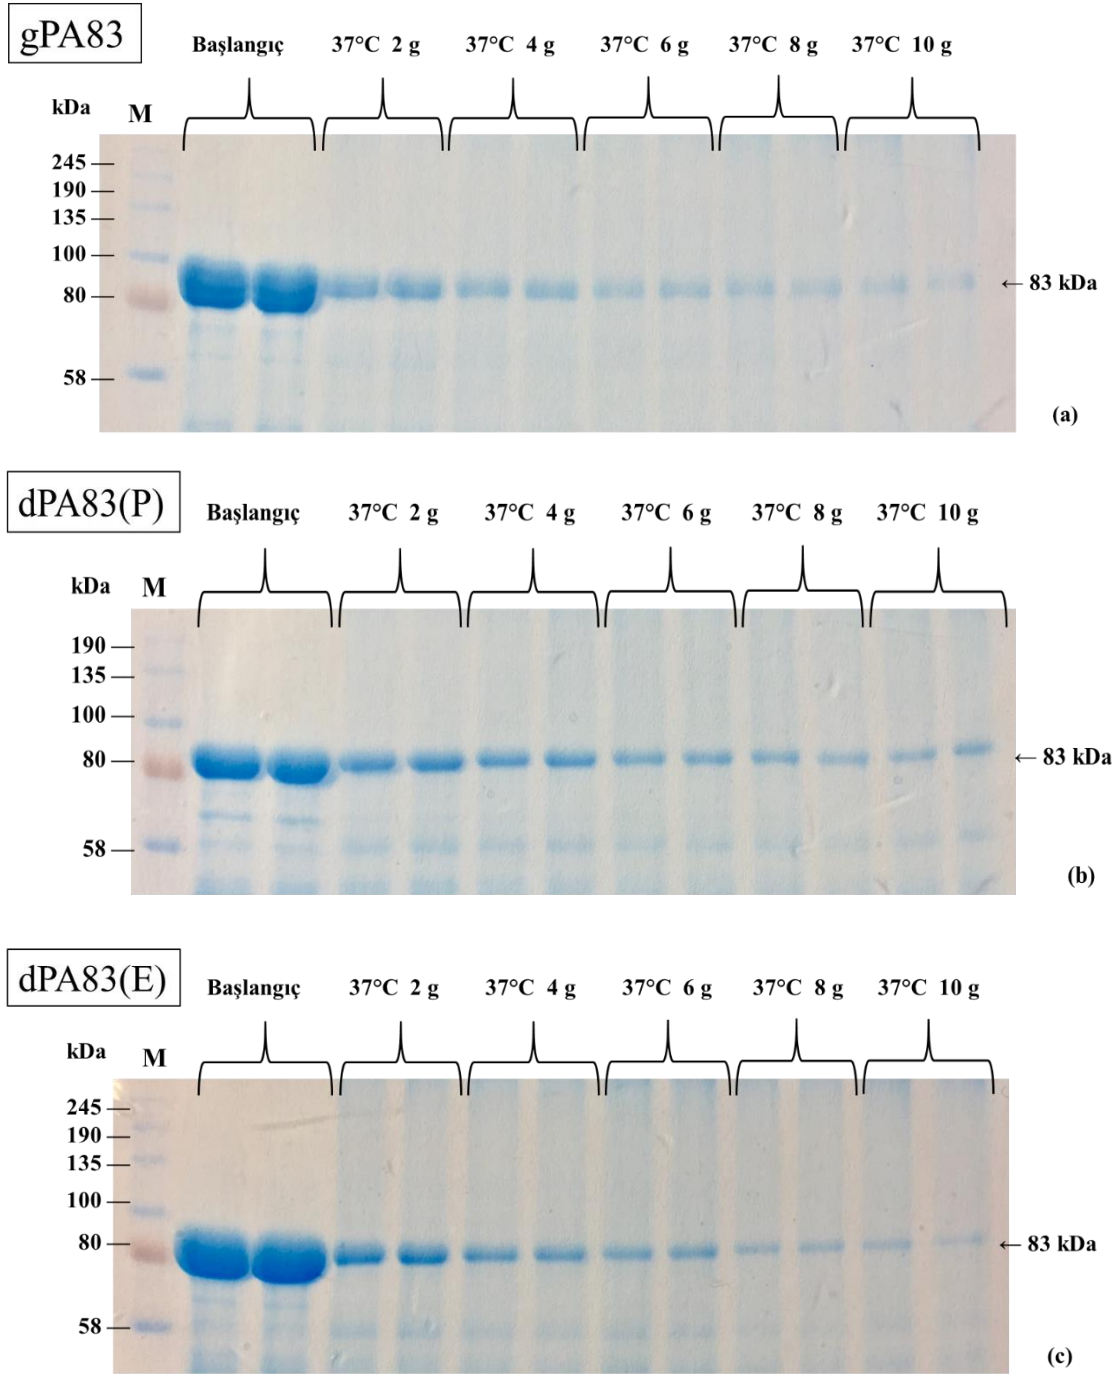 gPA83
Başlangıç 37°C 2 g 37°C 4 g 37°C 6 g 37°C 8 g 37°C 10 g
kDa M
245
190
135
100
80
58
← 83 kDa
(a)
dPA83(P)
Başlangıç 37°C 2 g 37°C 4 g 37°C 6 g 37°C 8 g 37°C 10 g
kDa M
190
135
100
80
58
← 83 kDa
(b)
dPA83(E)
Başlangıç 37°C 2 g 37°C 4 g 37°C 6 g 37°C 8 g 37°C 10 g
kDa M
245
190
135
100
80
58
← 83 kDa
(c)